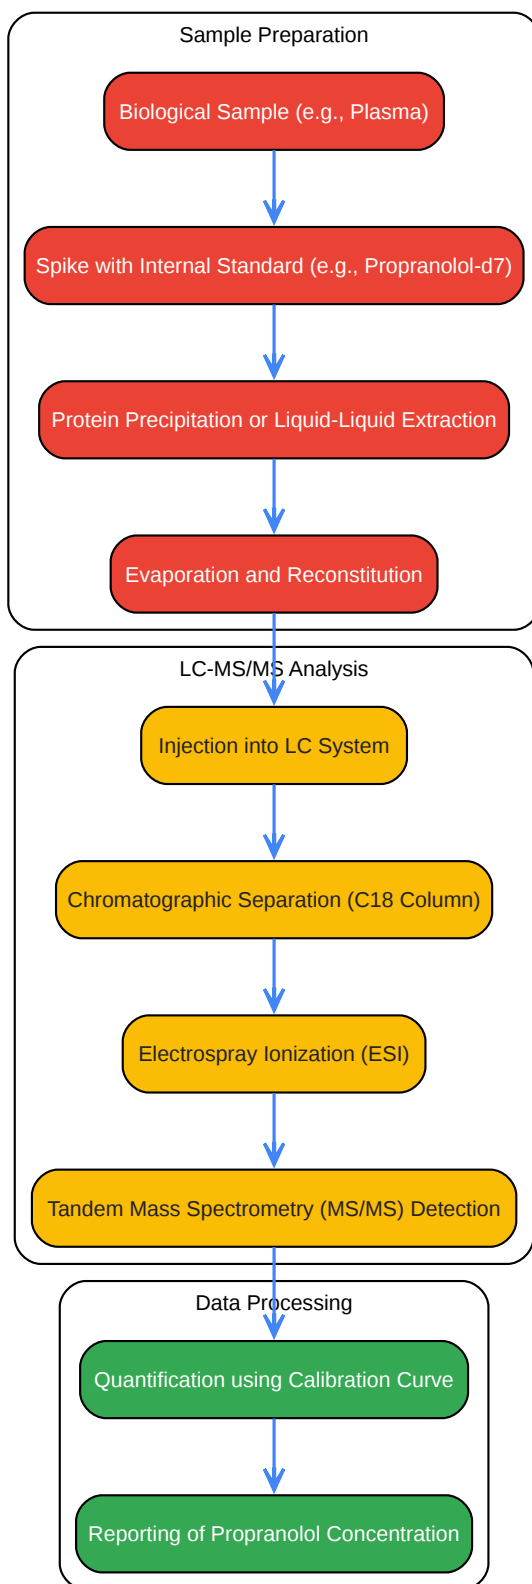 Sample Preparation
Biological Sample (e.g., Plasma)
Spike with Internal Standard (e.g., Propranolol-d7)
Protein Precipitation or Liquid-Liquid Extraction
Evaporation and Reconstitution
LC-MS/MS Analysis
Injection into LC System
Chromatographic Separation (C18 Column)
Electrospray Ionization (ESI)
Tandem Mass Spectrometry (MS/MS) Detection
Data Processing
Quantification using Calibration Curve
Reporting of Propranolol Concentration